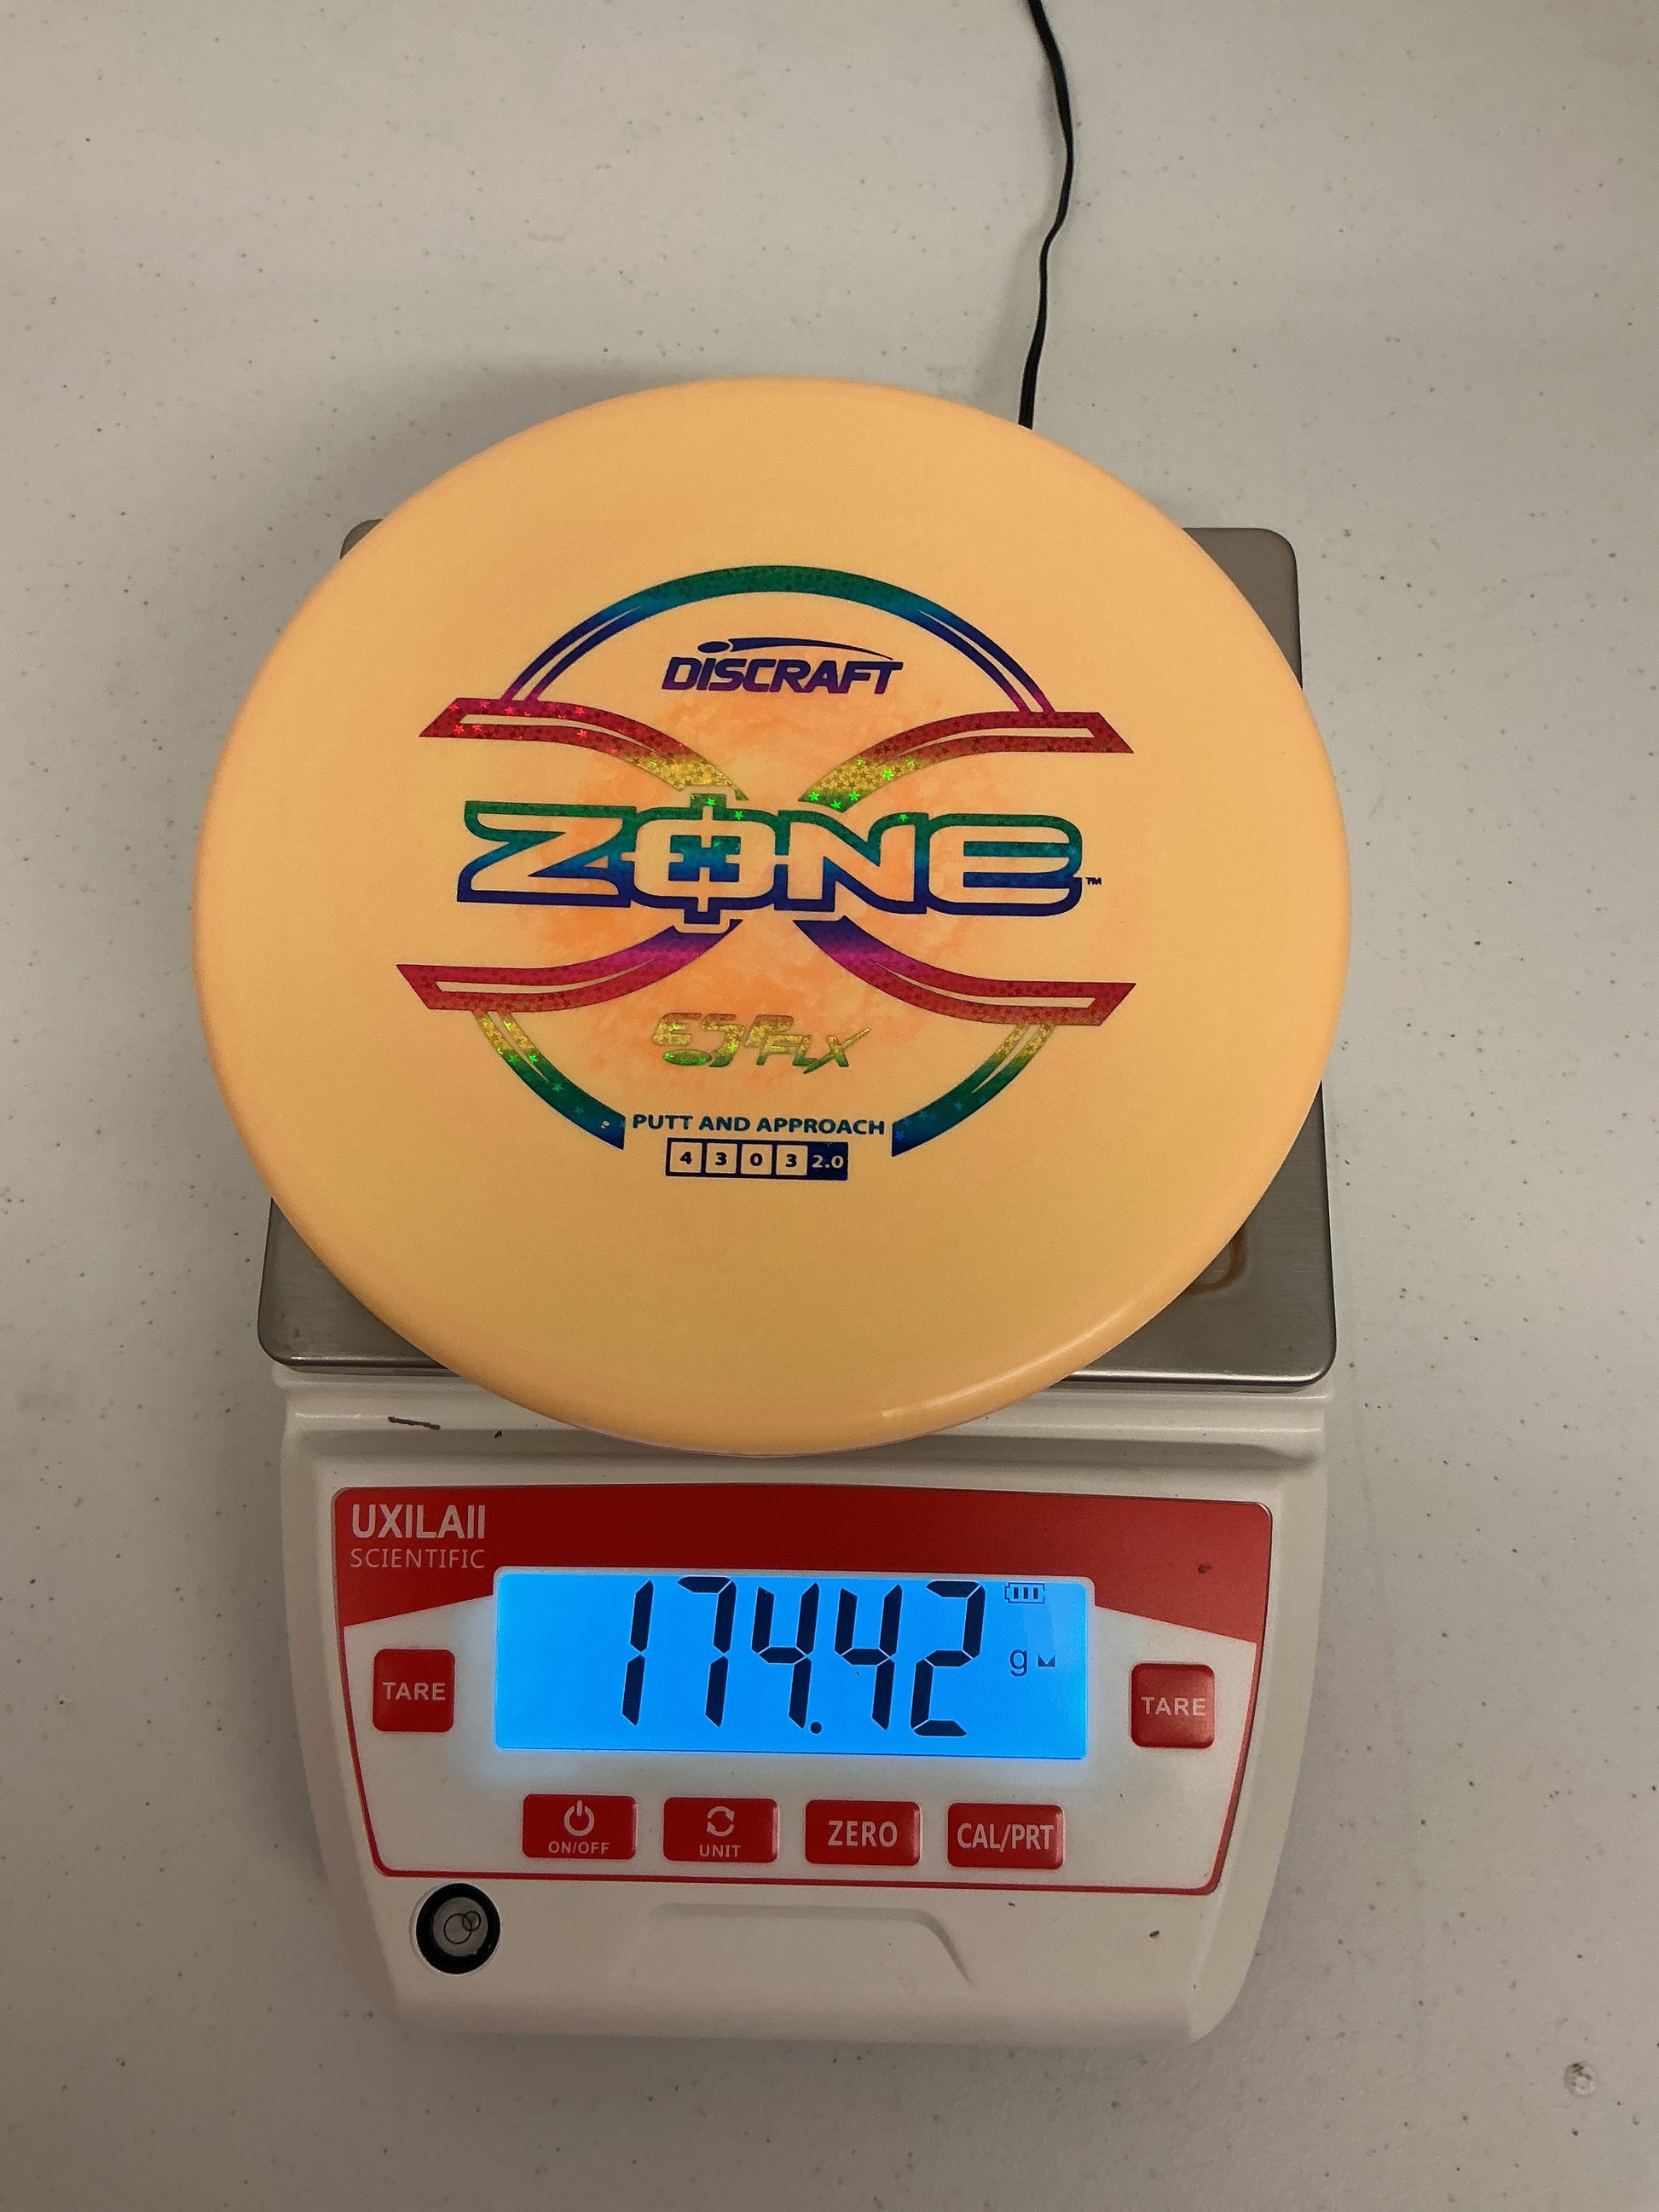 DISCRAFT
ZONE™
ESP FLX
PUTT AND APPROACH
4 3 0 3 2.0
UXILAII
SCIENTIFIC
174.42 g
TARE
TARE
ON/OFF
UNIT
ZERO
CAL/PRT